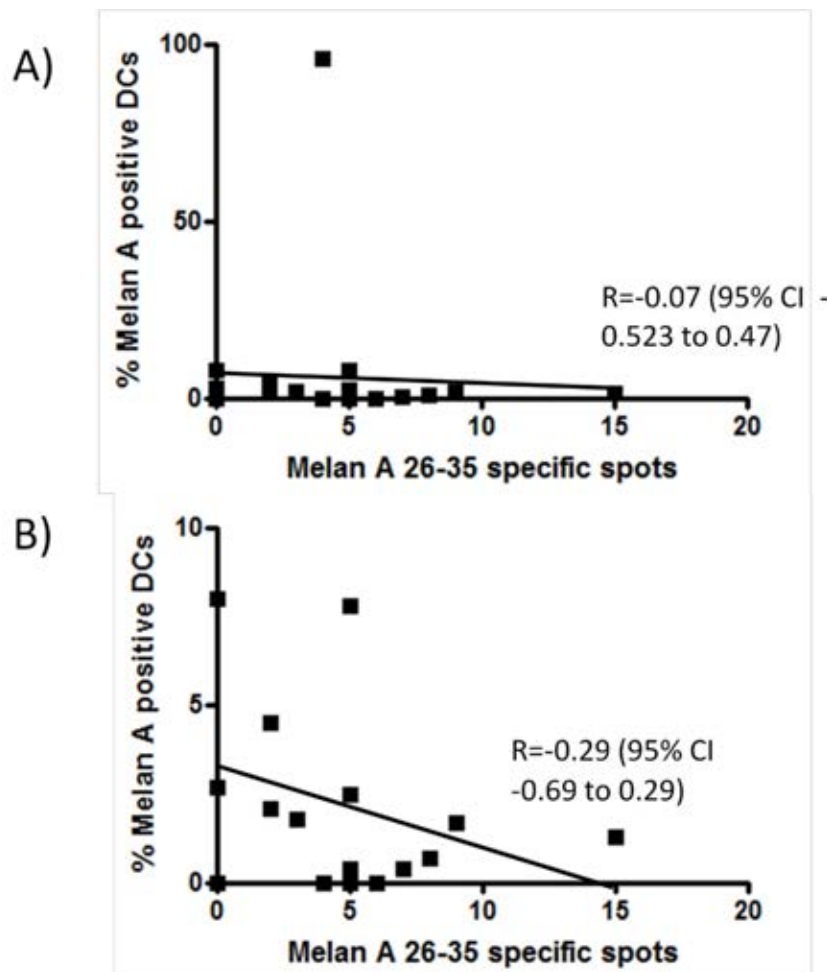 A)
% Melan A positive DCs
100
50
0
R=-0.07 (95% CI -
0.523 to 0.47)
0 5 10 15 20
Melan A 26-35 specific spots
B)
% Melan A positive DCs
10
5
0
R=-0.29 (95% CI
-0.69 to 0.29)
0 5 10 15 20
Melan A 26-35 specific spots